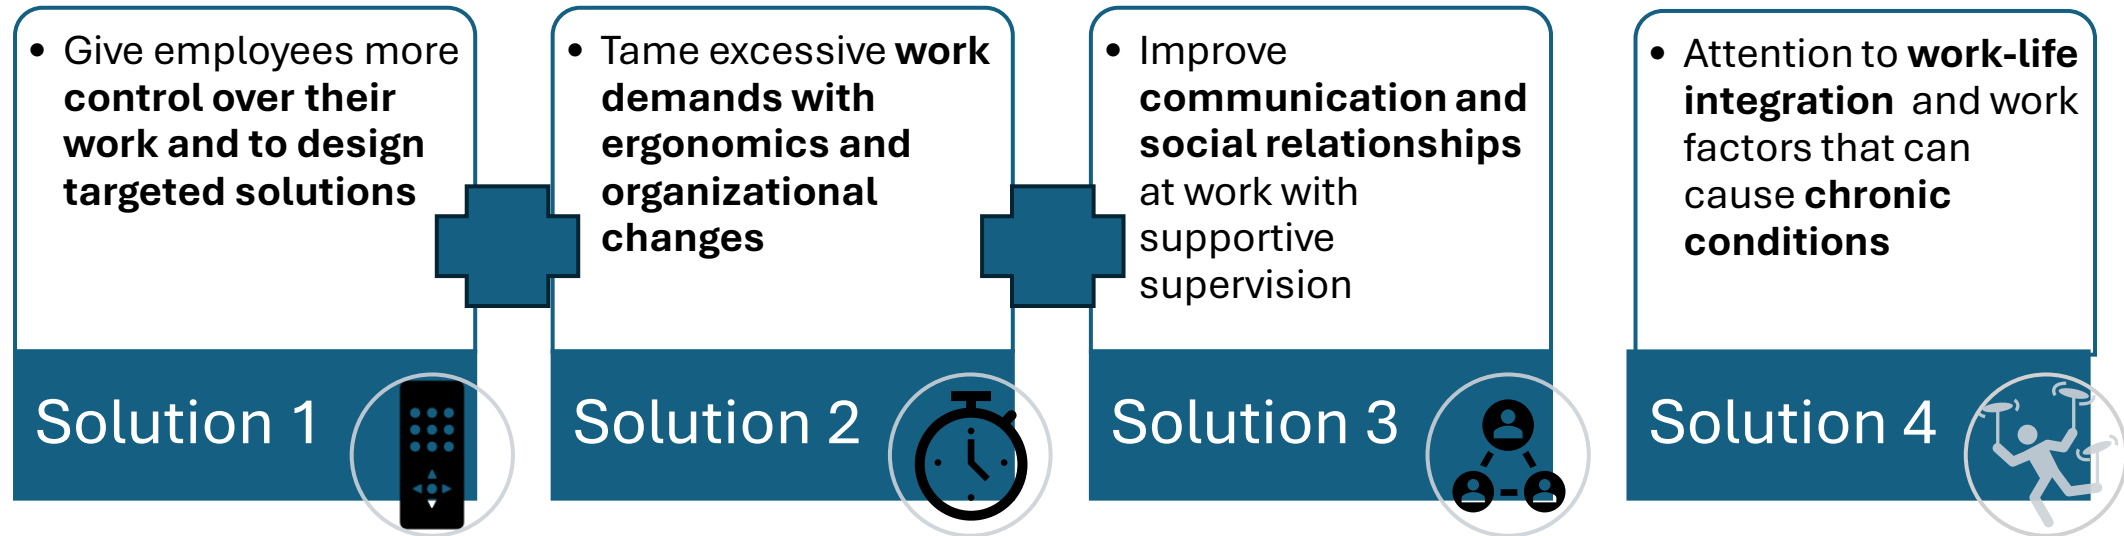 • Give employees more
control over their
work and to design
targeted solutions
Solution 1
• Tame excessive work
demands with
ergonomics and
organizational
changes
Solution 2
• Improve
communication and
social relationships
at work with
supportive
supervision
Solution 3
• Attention to work-life
integration and work
factors that can
cause chronic
conditions
Solution 4